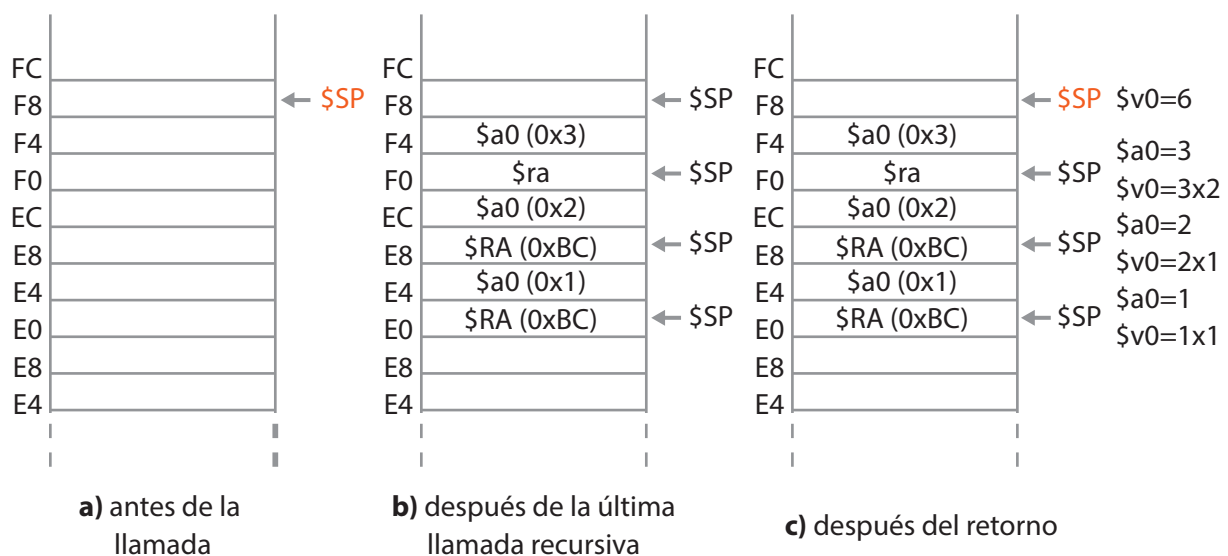 FC
F8
F4
F0
EC
E8
E4
E0
E8
E4
$SP
a) antes de la
llamada
FC
F8
F4
F0
EC
E8
E4
E0
E8
E4
$a0 (0x3)
$ra
$a0 (0x2)
$RA (0xBC)
$a0 (0x1)
$RA (0xBC)
$SP
$SP
$SP
$SP
b) después de la última
llamada recursiva
FC
F8
F4
F0
EC
E8
E4
E0
E8
E4
$a0 (0x3)
$ra
$a0 (0x2)
$RA (0xBC)
$a0 (0x1)
$RA (0xBC)
$SP $v0=6
$a0=3
$SP
$v0=3x2
$a0=2
$SP
$v0=2x1
$a0=1
$SP
$v0=1x1
c) después del retorno